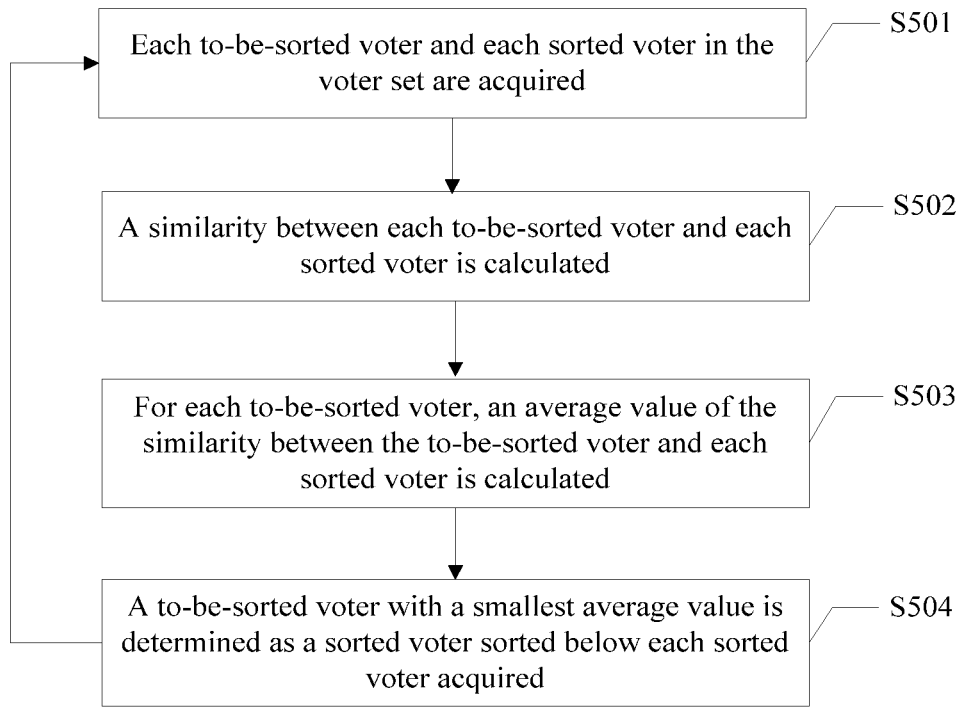 Each to-be-sorted voter and each sorted voter in the
voter set are acquired
S501
A similarity between each to-be-sorted voter and each
sorted voter is calculated
S502
For each to-be-sorted voter, an average value of the
similarity between the to-be-sorted voter and each
sorted voter is calculated
S503
A to-be-sorted voter with a smallest average value is
determined as a sorted voter sorted below each sorted
voter acquired
S504